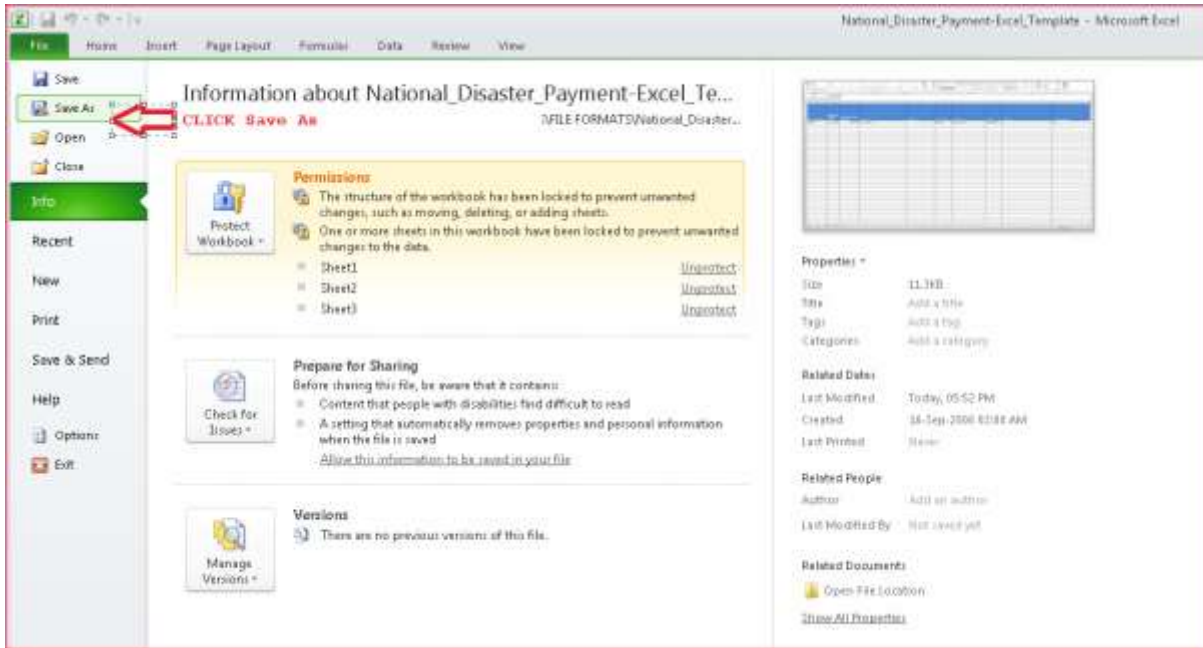 National_Disaster_Payment-Excel_Template - Microsoft Excel
File Home Insert Page Layout Formulas Data Review View
Save
Save As
Open
Close
Info
Recent
New
Print
Save & Send
Help
Options
Exit
Information about National_Disaster_Payment-Excel_Te...
CLICK Save As
:\FILE FORMATS\National_Disaster...
Protect
Workbook
Permissions
The structure of the workbook has been locked to prevent unwanted
changes, such as moving, deleting, or adding sheets.
One or more sheets in this workbook have been locked to prevent unwanted
changes to the data.
Sheet1 Unprotect
Sheet2 Unprotect
Sheet3 Unprotect
Check for
Issues
Prepare for Sharing
Before sharing this file, be aware that it contains:
Content that people with disabilities find difficult to read
A setting that automatically removes properties and personal information
when the file is saved
Allow this information to be saved in your file
Manage
Versions
Versions
There are no previous versions of this file.
Properties
Size 11.3KB
Title Add a title
Tags Add a tag
Categories Add a category
Related Dates
Last Modified Today, 05:52 PM
Created
Last Printed Never
Related People
Author Add an author
Last Modified By Not saved yet
Related Documents
Open File Location
Show All Properties